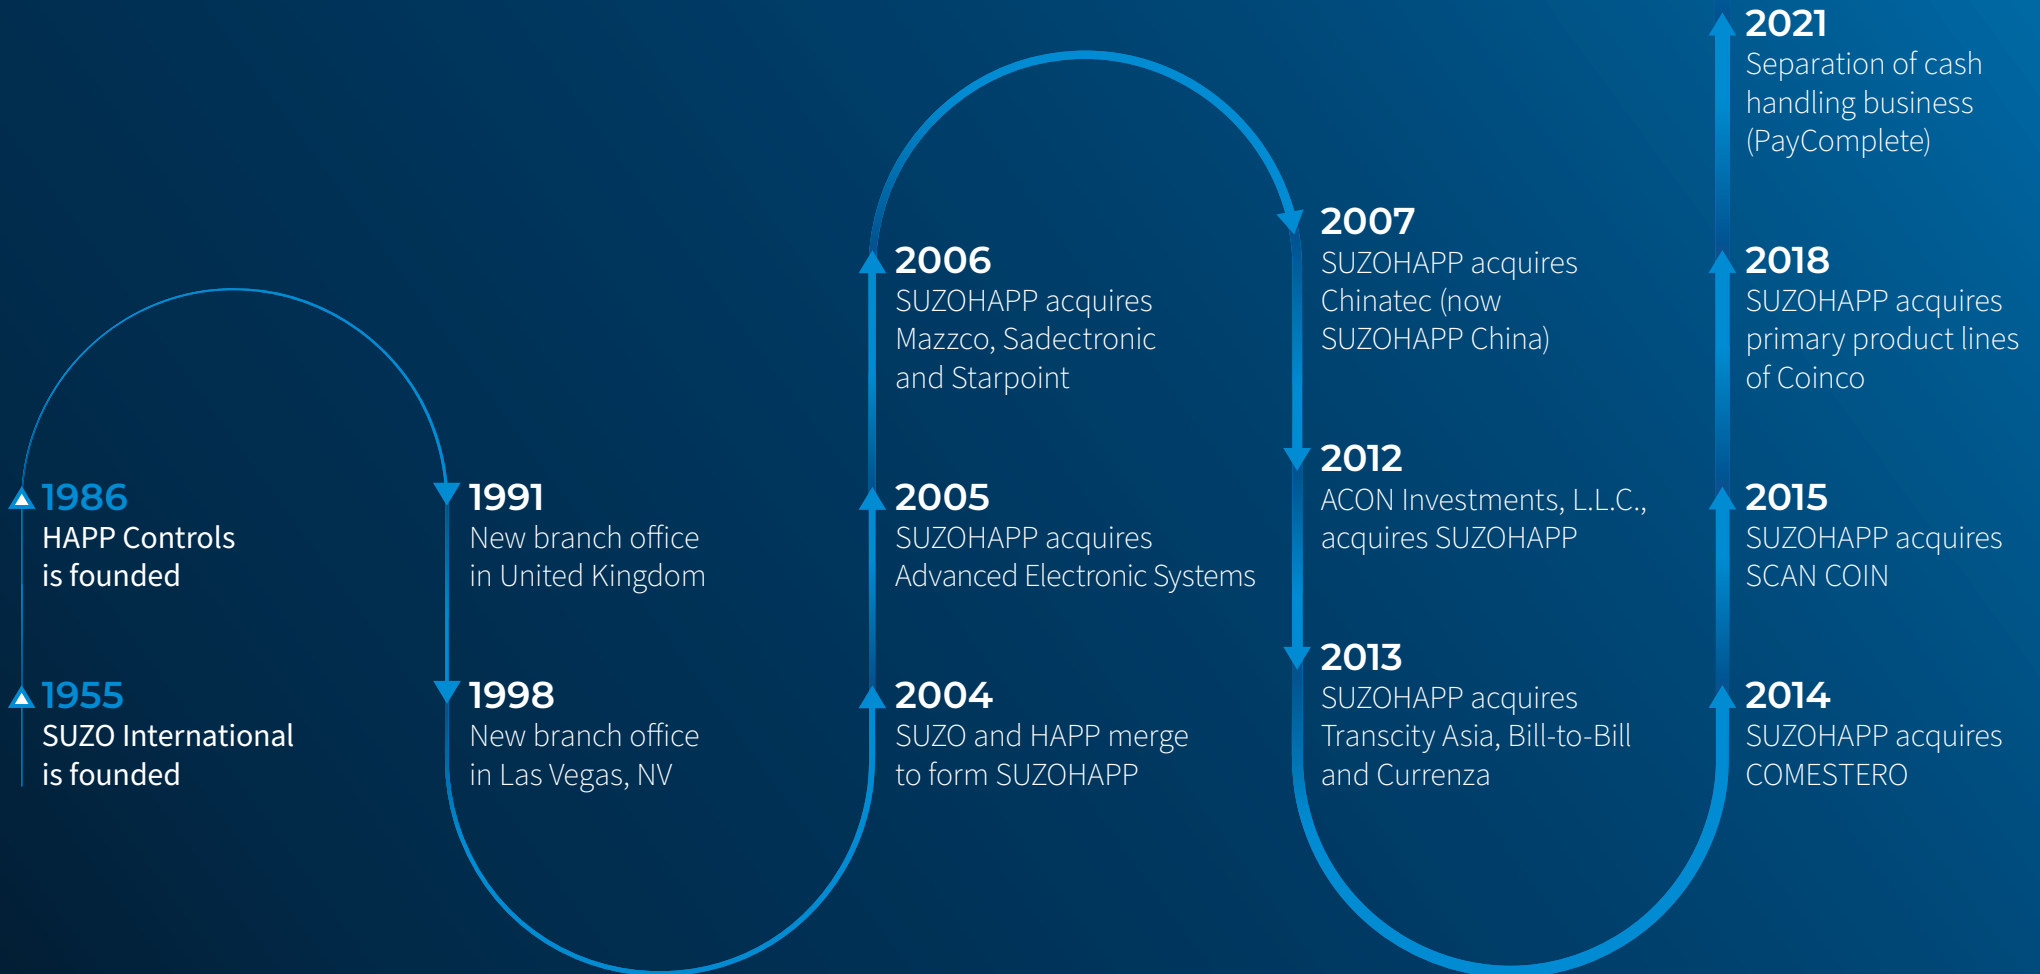 1955
SUZO International
is founded
1986
HAPP Controls
is founded
1991
New branch office
in United Kingdom
1998
New branch office
in Las Vegas, NV
2004
SUZO and HAPP merge
to form SUZOHAPP
2005
SUZOHAPP acquires
Advanced Electronic Systems
2006
SUZOHAPP acquires
Mazzco, Sadectronic
and Starpoint
2007
SUZOHAPP acquires
Chinatec (now
SUZOHAPP China)
2012
ACON Investments, L.L.C.,
acquires SUZOHAPP
2013
SUZOHAPP acquires
Transcity Asia, Bill-to-Bill
and Currenza
2014
SUZOHAPP acquires
COMESTERO
2015
SUZOHAPP acquires
SCAN COIN
2018
SUZOHAPP acquires
primary product lines
of Coinco
2021
Separation of cash
handling business
(PayComplete)